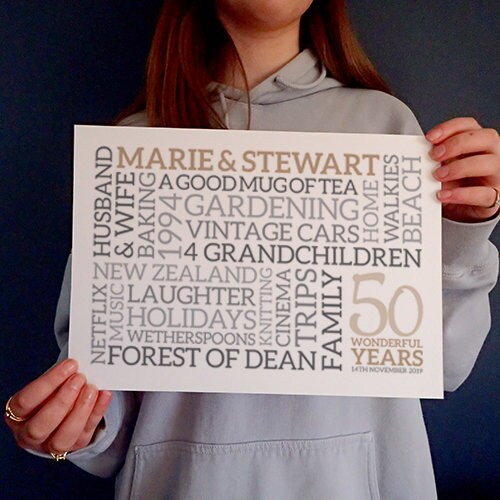 MARIE & STEWART
HUSBAND
& WIFE
BAKING
1994
A GOOD MUG OF TEA
GARDENING
VINTAGE CARS
HOME
WALKIES
BEACH
4 GRANDCHILDREN
NETFLIX
MUSIC
NEW ZEALAND
LAUGHTER
HOLIDAYS
WETHERSPOONS
KNITTING
CINEMA
TRIPS
FAMILY
FOREST OF DEAN
50
WONDERFUL
YEARS
14TH NOVEMBER 2019